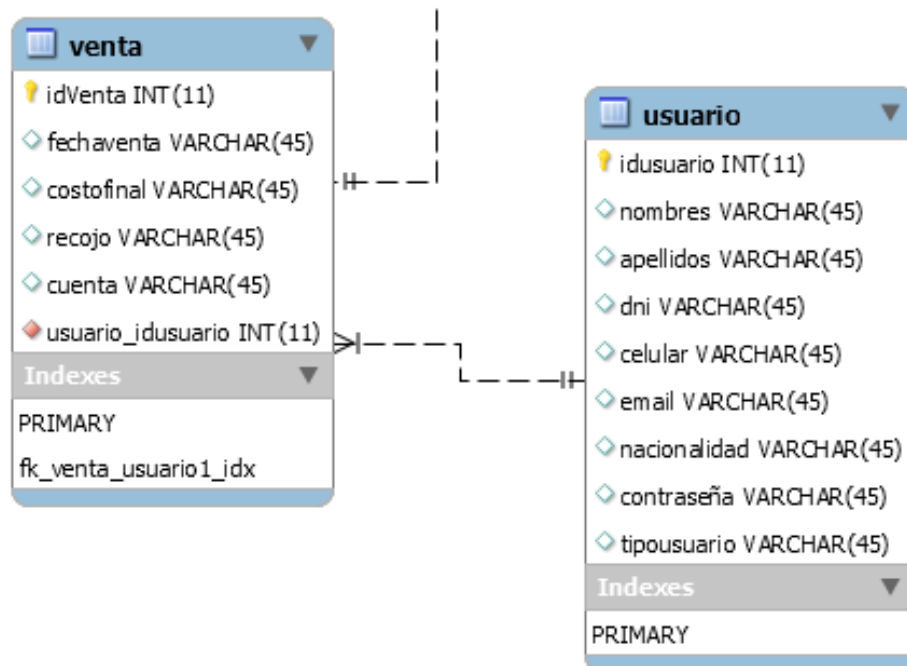 venta
idVenta INT(11)
fechaventa VARCHAR(45)
costofinal VARCHAR(45)
recojo VARCHAR(45)
cuenta VARCHAR(45)
usuario_idusuario INT(11)
Indexes
PRIMARY
fk_venta_usuario1_idx
usuario
idusuario INT(11)
nombres VARCHAR(45)
apellidos VARCHAR(45)
dni VARCHAR(45)
celular VARCHAR(45)
email VARCHAR(45)
nacionalidad VARCHAR(45)
contraseña VARCHAR(45)
tipousuario VARCHAR(45)
Indexes
PRIMARY